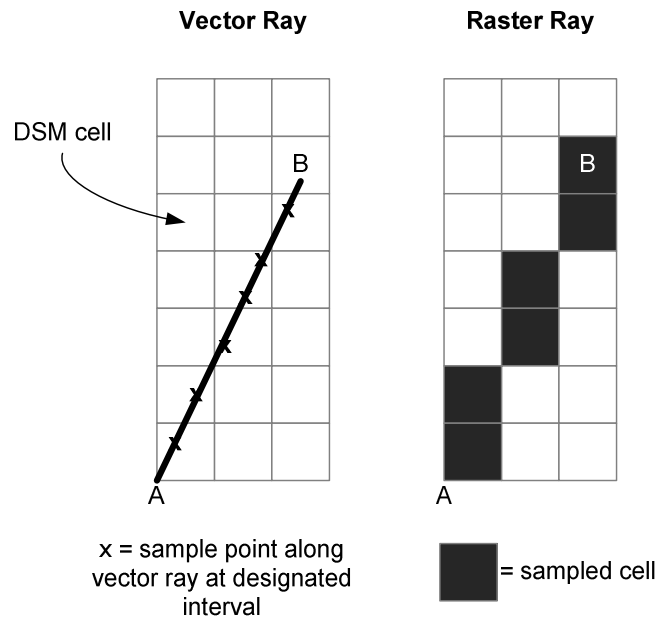 Vector Ray
Raster Ray
DSM cell
B
B
x
x
x
x
x
x
A
A
x = sample point along
vector ray at designated
interval
= sampled cell